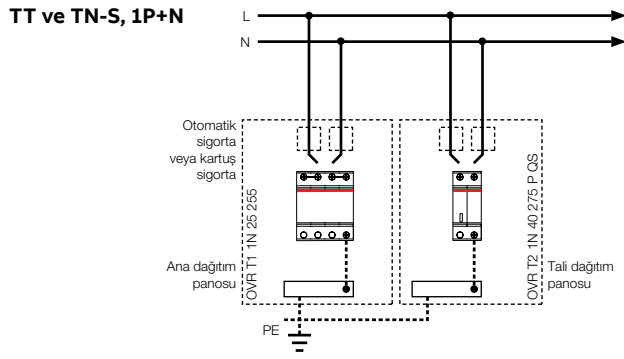 TT ve TN-S, 1P+N
L
N
Otomatik
sigorta
veya kartuş
sigorta
OVR T1 1N 25 255
OVR T2 1N 40 275 P QS
Ana dağıtım
panosu
Tali dağıtım
panosu
PE